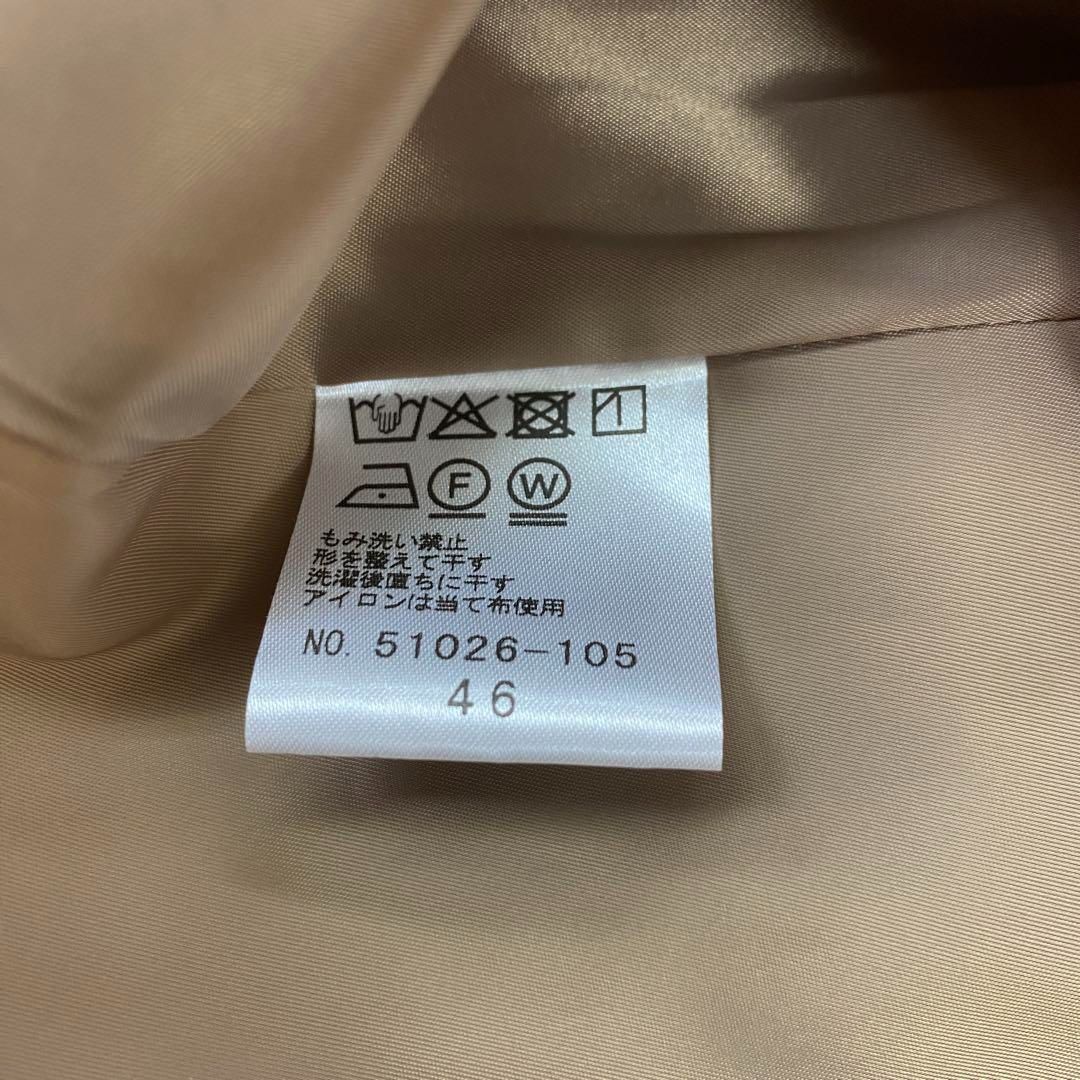 F W
もみ洗い禁止
形を整えて干す
洗濯後直ちに干す
アイロンは当て布使用
NO. 51026-105
46